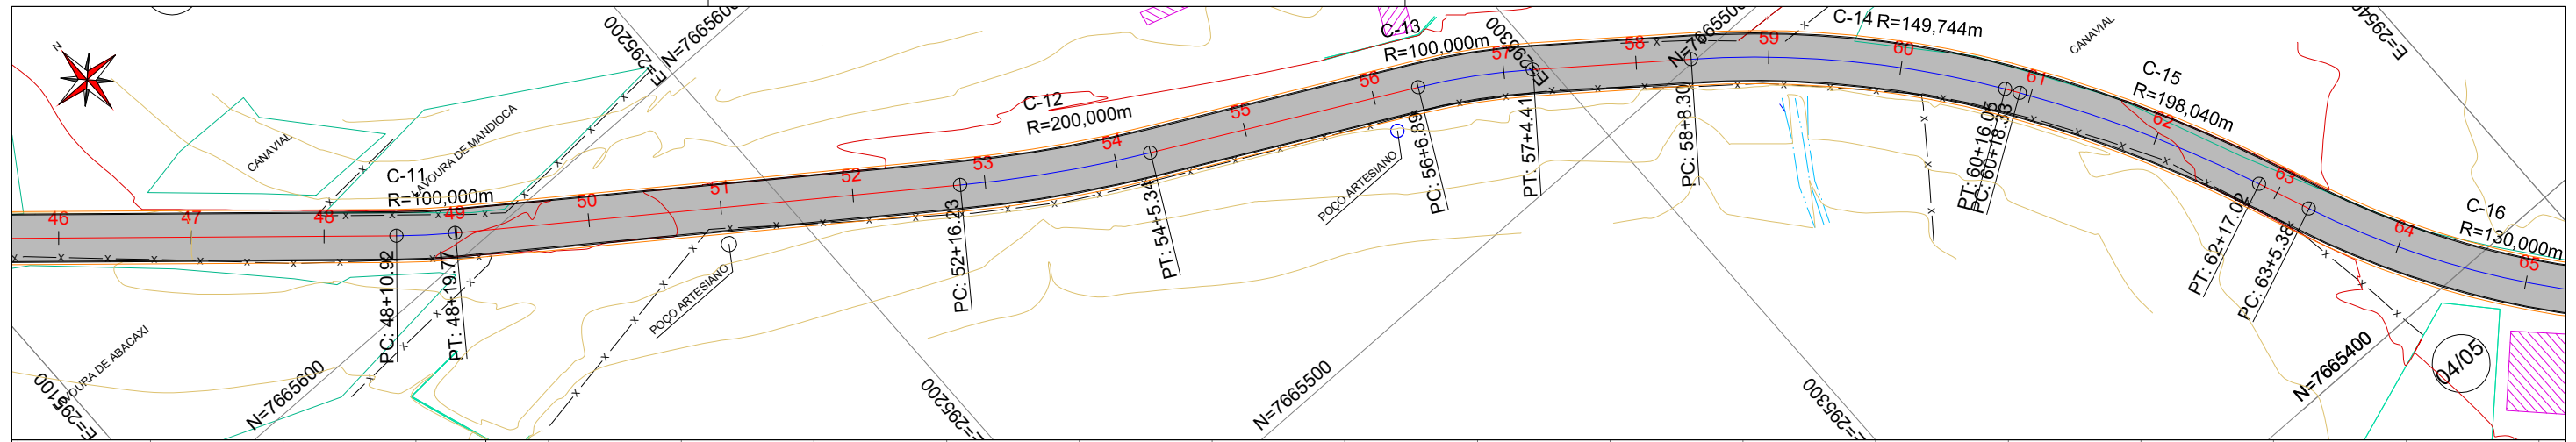 N
CANAVIAL
LAVOURA DE MANDIOCA
C-11
R=100,000m
46
47
48
49
50
51
52
53
54
55
56
57
58
59
60
61
62
63
64
65
PC: 48+10.92
PT: 48+19.77
LAVOURA DE ABACAXI
E=295100
N=7665600
E=295200
N=7665600
POÇO ARTESIANO
PC: 52+16.23
C-12
R=200,000m
PT: 54+5.34
E=295200
N=7665500
POÇO ARTESIANO
C-13
R=100,000m
PC: 56+6.89
PT: 57+4.41
E=295300
N=7665500
PC: 58+8.30
C-14 R=149,744m
CANAVIAL
E=295300
PT: 60+16.05
PC: 60+18.33
C-15
R=198,040m
PT: 62+17.02
PC: 63+5.38
N=7665400
C-16
R=130,000m
04/05